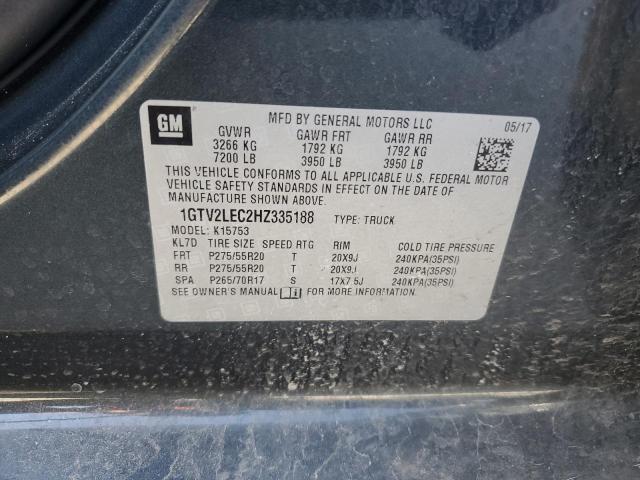 GM
MFD BY GENERAL MOTORS LLC 05/17
GVWR GAWR FRT GAWR RR
3266 KG 1792 KG 1792 KG
7200 LB 3950 LB 3950 LB
THIS VEHICLE CONFORMS TO ALL APPLICABLE U.S. FEDERAL MOTOR
VEHICLE SAFETY STANDARDS IN EFFECT ON THE DATE OF
MANUFACTURE SHOWN ABOVE.
1GTV2LEC2HZ335188 TYPE: TRUCK
MODEL: K15753
KL7D TIRE SIZE SPEED RTG RIM COLD TIRE PRESSURE
FRT P275/55R20 T 20X9J 240KPA(35PSI)
RR P275/55R20 T 20X9J 240KPA(35PSI)
SPA P265/70R17 S 17X7.5J 240KPA(35PSI)
SEE OWNER'S MANUAL FOR MORE INFORMATION.